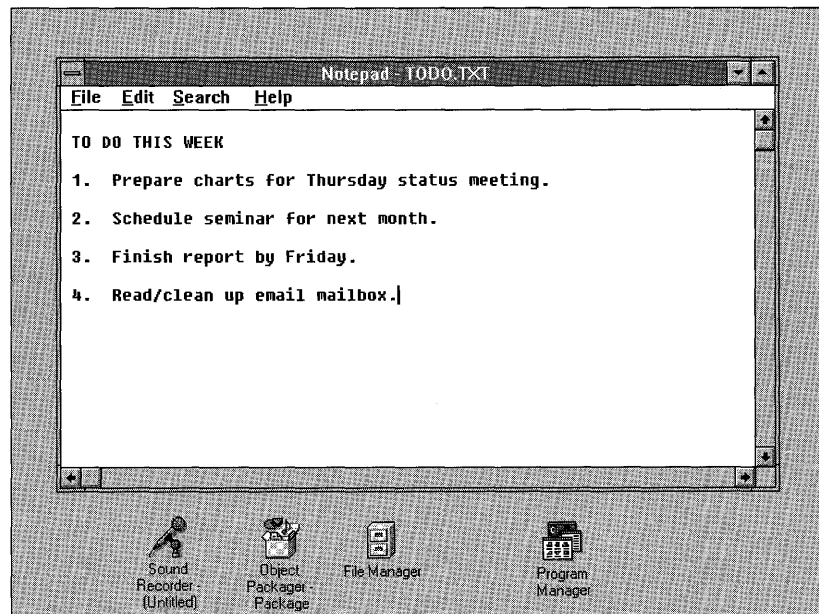 Notepad - TODO.TXT
File Edit Search Help
TO DO THIS WEEK
1. Prepare charts for Thursday status meeting.
2. Schedule seminar for next month.
3. Finish report by Friday.
4. Read/clean up email mailbox.
Sound
Recorder -
(Untitled)
Object
Packager -
Package
File Manager
Program
Manager